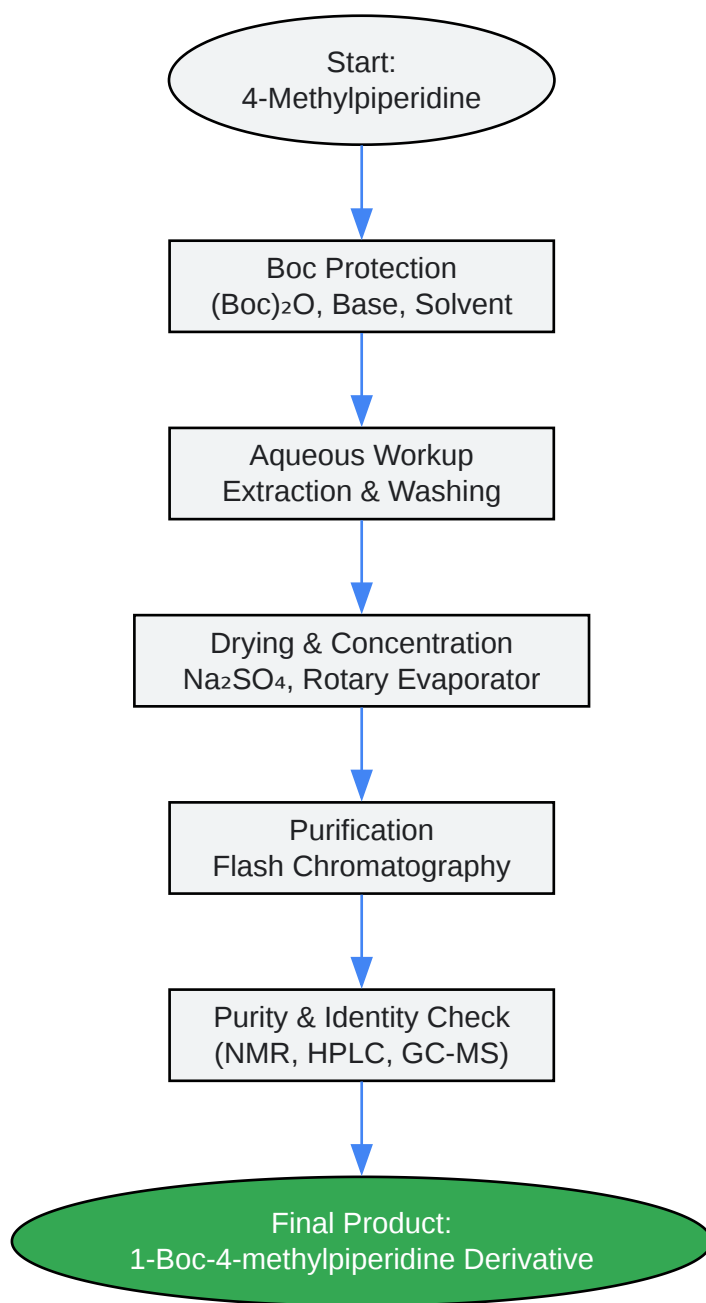 Start:
4-Methylpiperidine
Boc Protection
(Boc)₂O, Base, Solvent
Aqueous Workup
Extraction & Washing
Drying & Concentration
Na₂SO₄, Rotary Evaporator
Purification
Flash Chromatography
Purity & Identity Check
(NMR, HPLC, GC-MS)
Final Product:
1-Boc-4-methylpiperidine Derivative